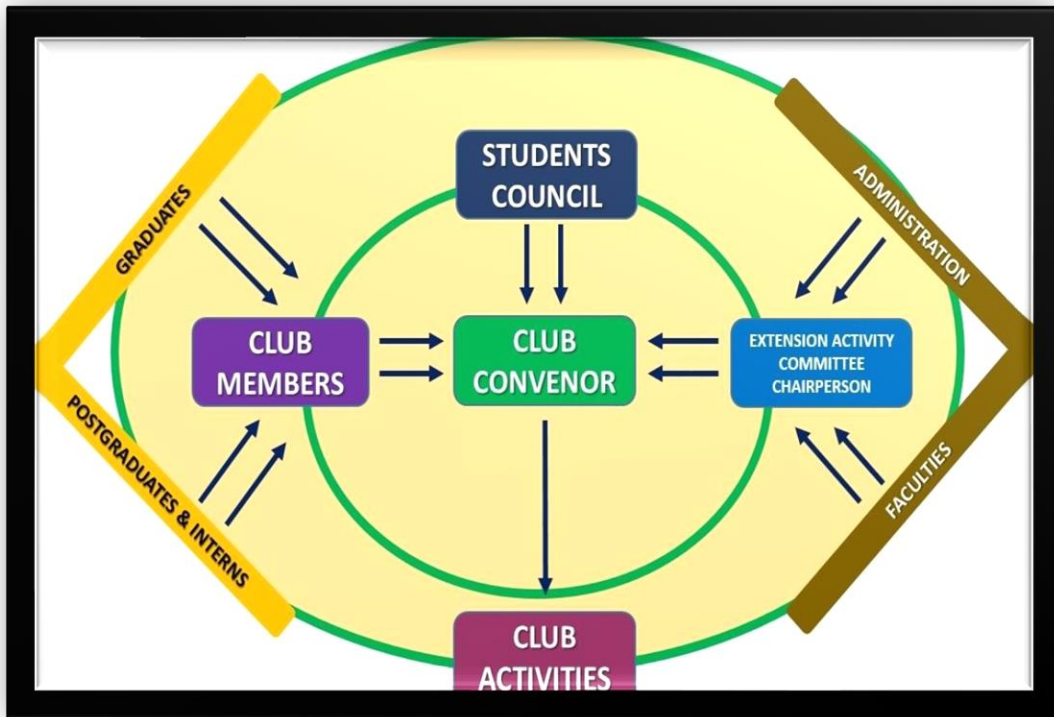 STUDENTS
COUNCIL
GRADUATES
ADMINISTRATION
CLUB
MEMBERS
CLUB
CONVENOR
EXTENSION ACTIVITY
COMMITTEE
CHAIRPERSON
POSTGRADUATES & INTERNS
FACULTIES
CLUB
ACTIVITIES